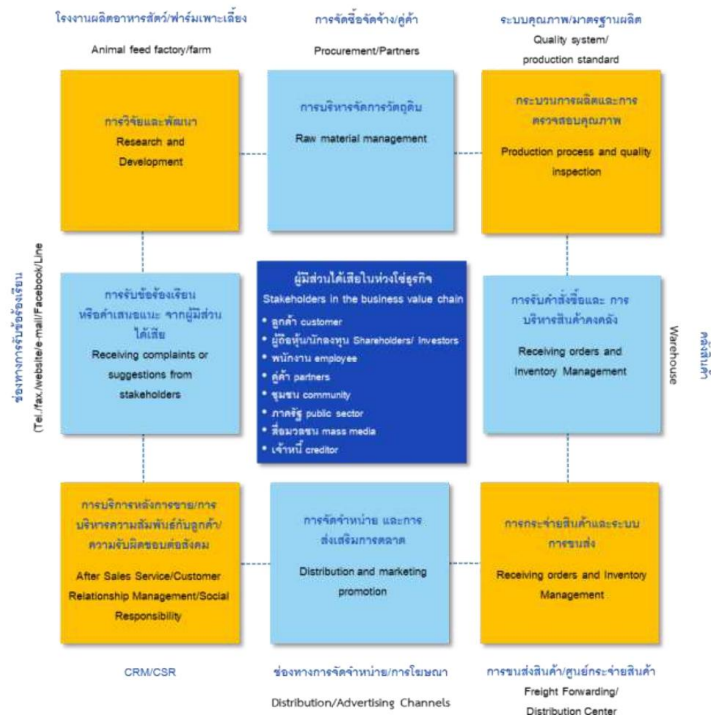 โรงงานผลิตอาหารสัตว์/ฟาร์มเพาะเลี้ยง
Animal feed factory/farm
การจัดซื้อจัดจ้าง/คู่ค้า
Procurement/Partners
ระบบคุณภาพ/มาตรฐานผลิต
Quality system/
production standard
การวิจัยและพัฒนา
Research and
Development
การบริหารจัดการวัตถุดิบ
Raw material management
กระบวนการผลิตและการ
ตรวจสอบคุณภาพ
Production process and quality
inspection
ช่องทางการรับข้อร้องเรียน
(Tel./fax./website/e-mail/Facebook/Line
การรับข้อร้องเรียน
หรือคำเสนอแนะ จากผู้มีส่วน
ได้เสีย
Receiving complaints or
suggestions from
stakeholders
ผู้มีส่วนได้เสียในห่วงโซ่ธุรกิจ
Stakeholders in the business value chain
• ลูกค้า customer
• ผู้ถือหุ้น/นักลงทุน Shareholders/ Investors
• พนักงาน employee
• คู่ค้า partners
• ชุมชน community
• ภาครัฐ public sector
• สื่อมวลชน mass media
• เจ้าหนี้ creditor
การรับคำสั่งซื้อและ การ
บริหารสินค้าคงคลัง
Receiving orders and
Inventory Management
คลังสินค้า
Warehouse
การบริการหลังการขาย/การ
บริหารความสัมพันธ์กับลูกค้า/
ความรับผิดชอบต่อสังคม
After Sales Service/Customer
Relationship Management/Social
Responsibility
การจัดจำหน่าย และการ
ส่งเสริมการตลาด
Distribution and marketing
promotion
การกระจ่ายสินค้าและระบบ
การขนส่ง
Receiving orders and Inventory
Management
CRM/CSR
ช่องทางการจัดจำหน่าย/การโฆษณา
Distribution/Advertising Channels
การขนส่งสินค้า/ศูนย์กระจ่ายสินค้า
Freight Forwarding/
Distribution Center